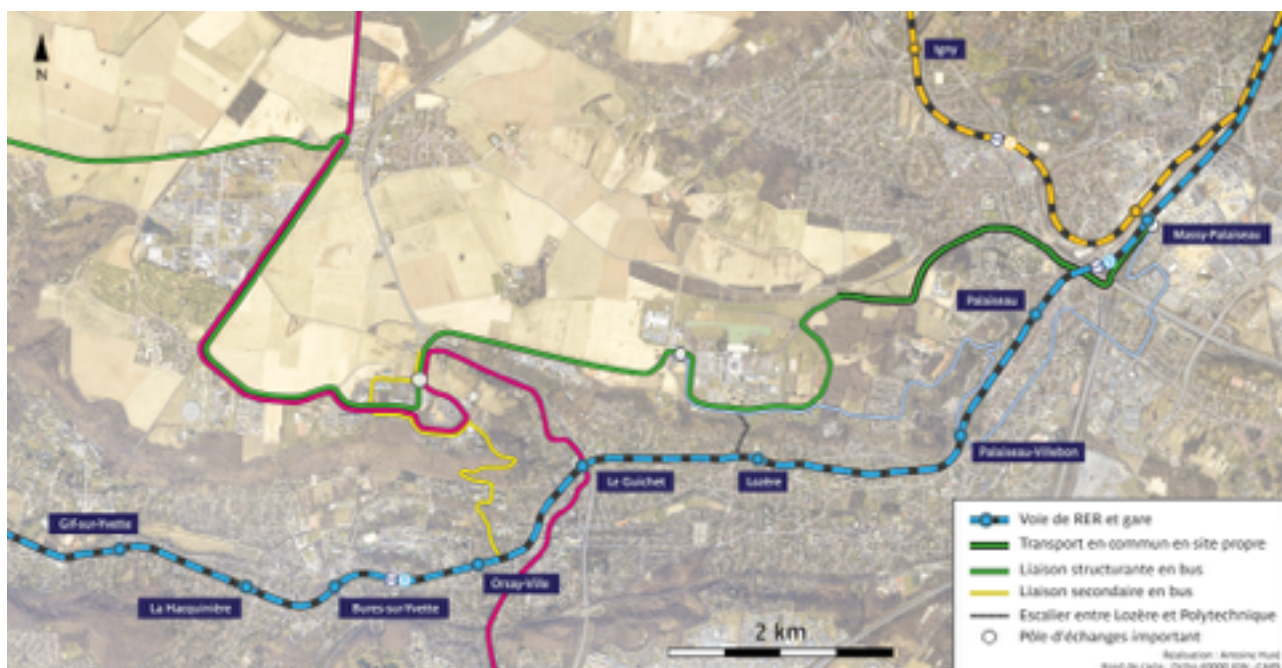 N
Igny
Massy-Palaiseau
Palaiseau
Palaiseau-Villebon
Le Guichet
Lozère
Gif-sur-Yvette
La Hacquinière
Bures-sur-Yvette
Orsay-Ville
Voie de RER et gare
Transport en commun en site propre
Liaison structurante en bus
Liaison secondaire en bus
Escalier entre Lozère et Polytechnique
Pôle d'échanges important
2 km
Réalisation : Antoine